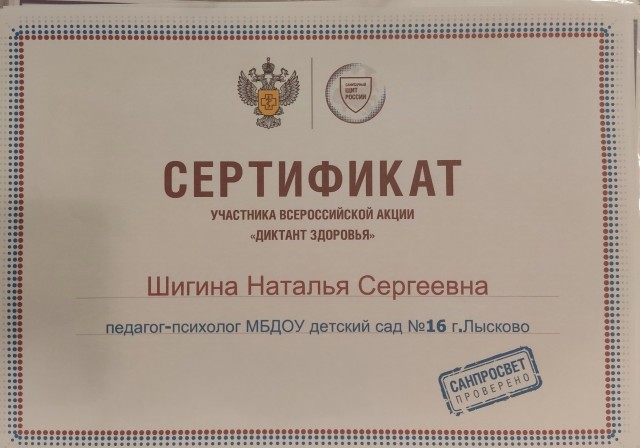 САНИТАРНЫЙ
ЩИТ
РОССИИ
СЕРТИФИКАТ
УЧАСТНИКА ВСЕРОССИЙСКОЙ АКЦИИ
«ДИКТАНТ ЗДОРОВЬЯ»
Шигина Наталья Сергеевна
педагог-психолог МБДОУ детский сад №16 г.Лысково
САНПРОСВЕТ
ПРОВЕРЕНО